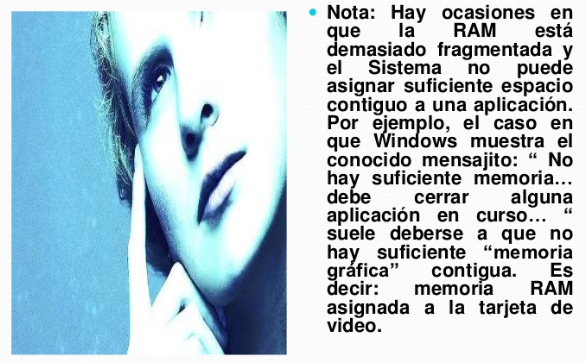 • Nota: Hay ocasiones en
que la RAM está
demasiado fragmentada y
el Sistema no puede
asignar suficiente espacio
contiguo a una aplicación.
Por ejemplo, el caso en
que Windows muestra el
conocido mensajito: “ No
hay suficiente memoria…
debe cerrar alguna
aplicación en curso… “
suele deberse a que no
hay suficiente “memoria
gráfica” contigua. Es
decir: memoria RAM
asignada a la tarjeta de
video.